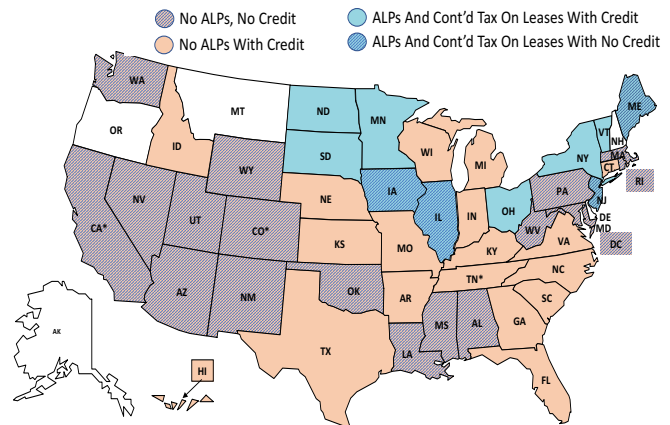 No ALPs, No Credit
ALPs And Cont'd Tax On Leases With Credit
No ALPs With Credit
ALPs And Cont'd Tax On Leases With No Credit
WA
MT
ND
MN
ME
OR
ID
WY
SD
WI
MI
VT
NH
NY
MA
CT
RI
NV
UT
CO*
CA*
NE
IA
IL
IN
OH
PA
NJ
DE
MD
DC
WV
VA
KS
MO
KY
TN*
NC
SC
AZ
NM
OK
AR
MS
AL
GA
TX
LA
FL
AK
HI